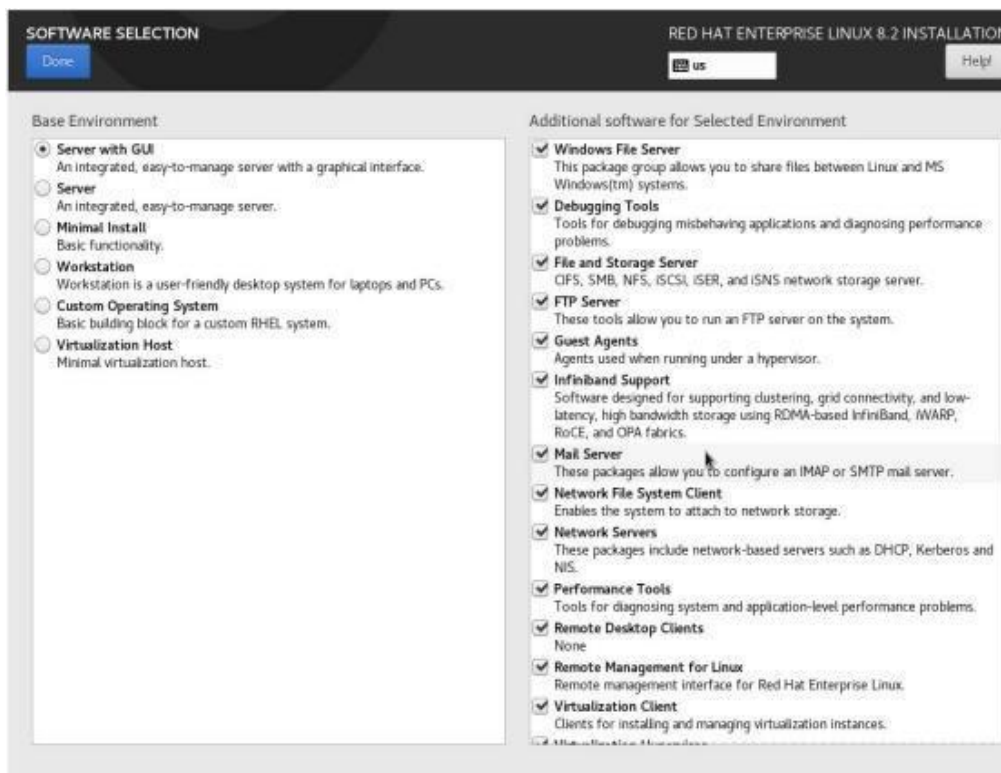 SOFTWARE SELECTION
RED HAT ENTERPRISE LINUX 8.2 INSTALLATION
Done
us
Help!
Base Environment
Server with GUI
An integrated, easy-to-manage server with a graphical interface.
Server
An integrated, easy-to-manage server.
Minimal Install
Basic functionality.
Workstation
Workstation is a user-friendly desktop system for laptops and PCs.
Custom Operating System
Basic building block for a custom RHEL system.
Virtualization Host
Minimal virtualization host.
Additional software for Selected Environment
Windows File Server
This package group allows you to share files between Linux and MS
Windows(tm) systems.
Debugging Tools
Tools for debugging misbehaving applications and diagnosing performance
problems.
File and Storage Server
CIFS, SMB, NFS, iSCSI, iSER, and iSNS network storage server.
FTP Server
These tools allow you to run an FTP server on the system.
Guest Agents
Agents used when running under a hypervisor.
Infiniband Support
Software designed for supporting clustering, grid connectivity, and low-
latency, high bandwidth storage using RDMA-based InfiniBand, iWARP,
RoCE, and OPA fabrics.
Mail Server
These packages allow you to configure an IMAP or SMTP mail server.
Network File System Client
Enables the system to attach to network storage.
Network Servers
These packages include network-based servers such as DHCP, Kerberos and
NIS.
Performance Tools
Tools for diagnosing system and application-level performance problems.
Remote Desktop Clients
None
Remote Management for Linux
Remote management interface for Red Hat Enterprise Linux.
Virtualization Client
Clients for installing and managing virtualization instances.